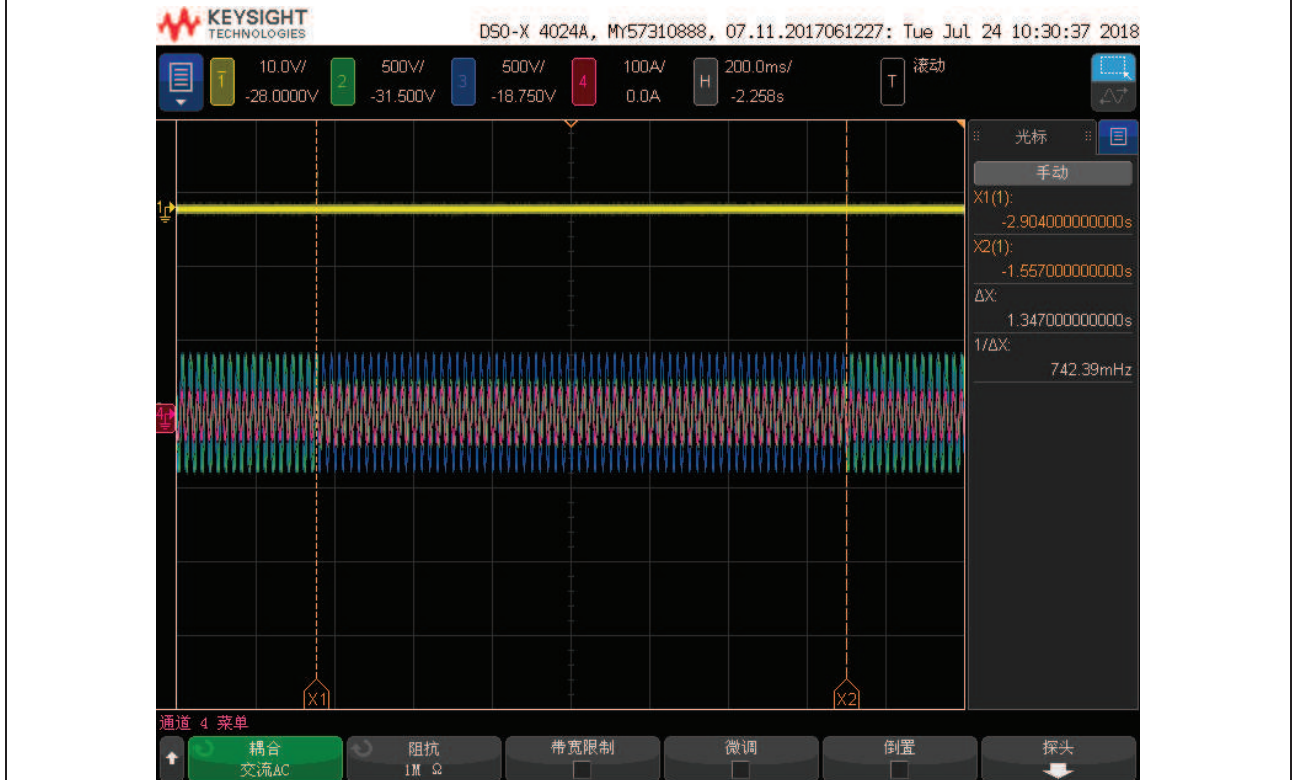 KEYSIGHT
TECHNOLOGIES
DSO-X 4024A, MY57310888, 07.11.2017061227: Tue Jul 24 10:30:37 2018
1 10.0V/ 2 500V/ 3 500V/ 4 100A/ H 200.0ms/ T 滚动
-28.0000V -31.500V -18.750V 0.0A -2.258s
光标
手动
X1(1):
-2.904000000000s
X2(1):
-1.557000000000s
ΔX:
1.347000000000s
1/ΔX:
742.39mHz
1
4
X1 X2
通道 4 菜单
耦合 阻抗 带宽限制 微调 倒置 探头
交流AC 1M Ω